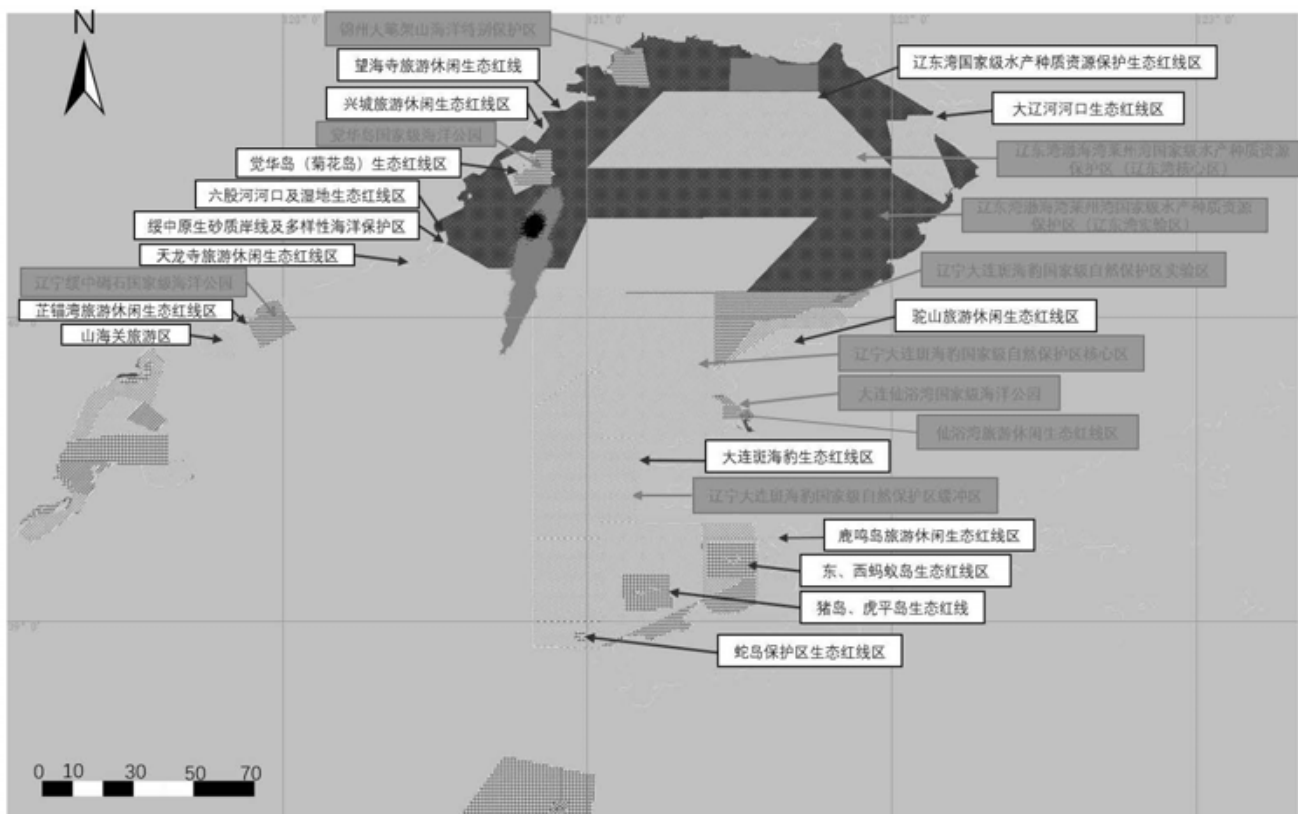 N
120° 0′
121° 0′
122° 0′
123° 0′
锦州大笔架山海洋特别保护区
望海寺旅游休闲生态红线
辽东湾国家级水产种质资源保护生态红线区
兴城旅游休闲生态红线区
大辽河河口生态红线区
觉华岛国家级海洋公园
觉华岛（菊花岛）生态红线区
辽东湾渤海湾莱州湾国家级水产种质资源
保护区（辽东湾核心区）
六股河河口及湿地生态红线区
辽东湾渤海湾莱州湾国家级水产种质资源
保护区（辽东湾实验区）
绥中原生砂质岸线及多样性海洋保护区
天龙寺旅游休闲生态红线区
辽宁大连斑海豹国家级自然保护区实验区
辽宁绥中碣石国家级海洋公园
芷锚湾旅游休闲生态红线区
驼山旅游休闲生态红线区
山海关旅游区
辽宁大连斑海豹国家级自然保护区核心区
大连仙浴湾国家级海洋公园
仙浴湾旅游休闲生态红线区
大连斑海豹生态红线区
辽宁大连斑海豹国家级自然保护区缓冲区
鹿鸣岛旅游休闲生态红线区
东、西蚂蚁岛生态红线区
猪岛、虎平岛生态红线
39° 0′
蛇岛保护区生态红线区
0 10 30 50 70